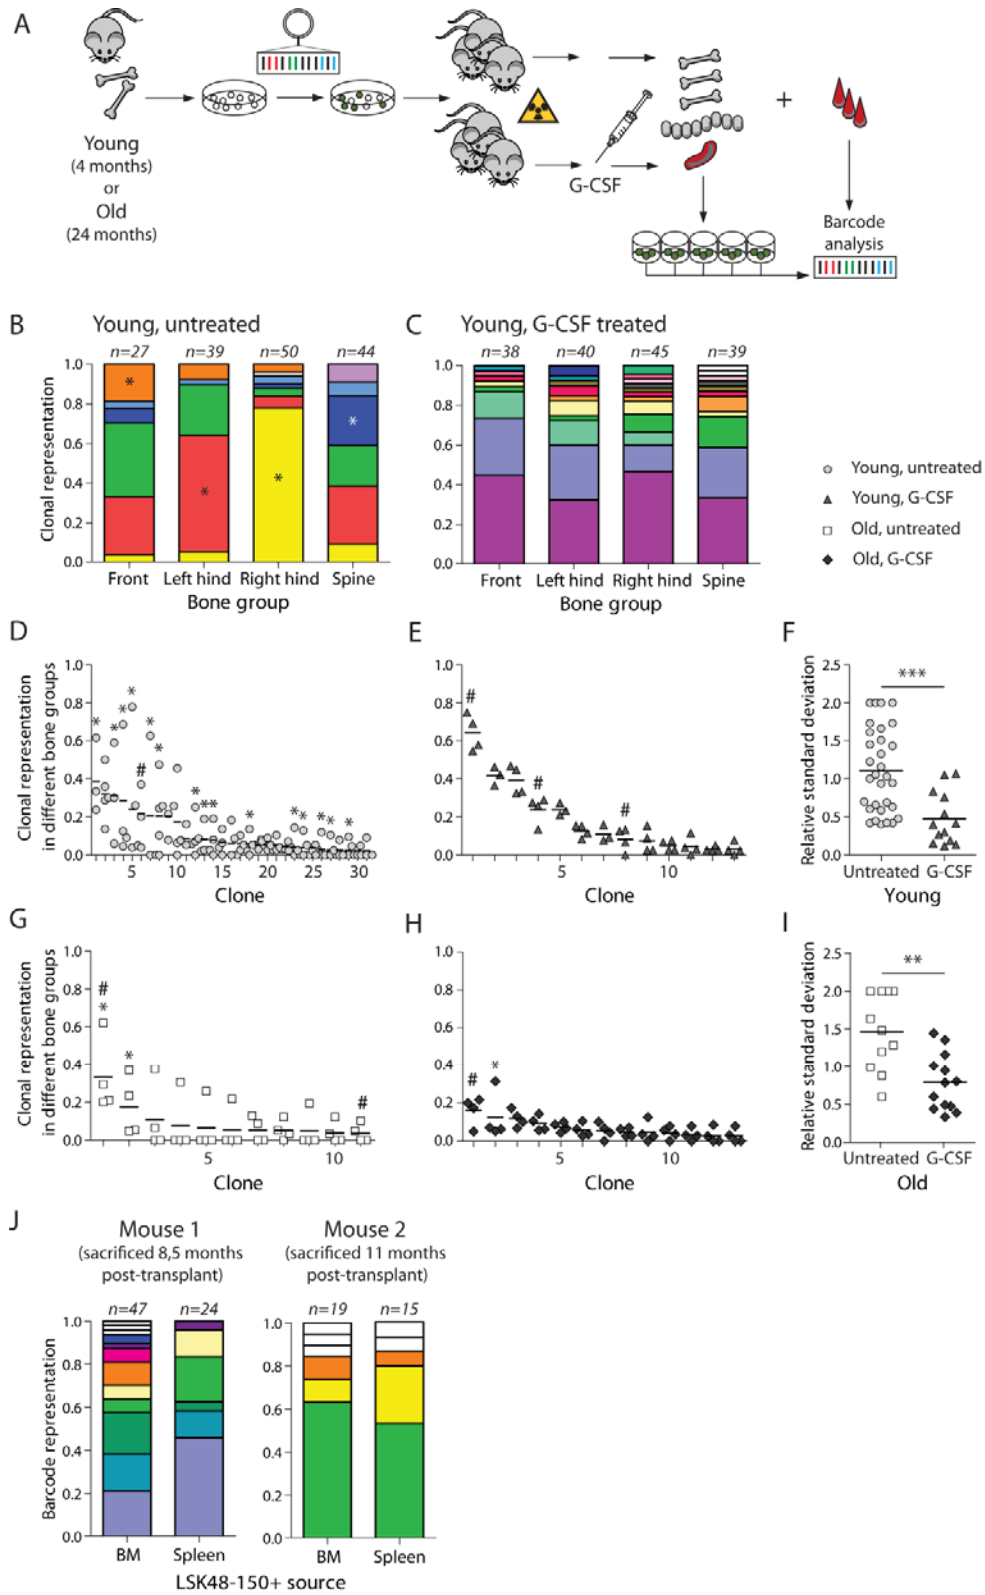 A
Young
(4 months)
or
Old
(24 months)
G-CSF
+
Barcode
analysis
B
Young, untreated
n=27 n=39 n=50 n=44
Clonal representation
1.0
0.8
0.6
0.4
0.2
0.0
*
*
*
*
Front Left hind Right hind Spine
Bone group
C
Young, G-CSF treated
n=38 n=40 n=45 n=39
1.0
0.8
0.6
0.4
0.2
0.0
Front Left hind Right hind Spine
Bone group
Young, untreated
Young, G-CSF
Old, untreated
Old, G-CSF
D
Clonal representation
in different bone groups
1.0
0.8
0.6
0.4
0.2
0.0
* * * * # * * * * * * * * * * *
5 10 15 20 25 30
Clone
E
1.0
0.8
0.6
0.4
0.2
0.0
# # #
5 10
Clone
F
Relative standard deviation
2.5
2.0
1.5
1.0
0.5
0.0
***
Untreated G-CSF
Young
G
Clonal representation
in different bone groups
1.0
0.8
0.6
0.4
0.2
0.0
#
* * #
5 10
Clone
H
1.0
0.8
0.6
0.4
0.2
0.0
# *
5 10
Clone
I
Relative standard deviation
2.5
2.0
1.5
1.0
0.5
0.0
**
Untreated G-CSF
Old
J
Mouse 1
(sacrificed 8,5 months
post-transplant)
n=47 n=24
Barcode representation
1.0
0.8
0.6
0.4
0.2
0.0
BM Spleen
Mouse 2
(sacrificed 11 months
post-transplant)
n=19 n=15
1.0
0.8
0.6
0.4
0.2
0.0
BM Spleen
LSK48-150+ source